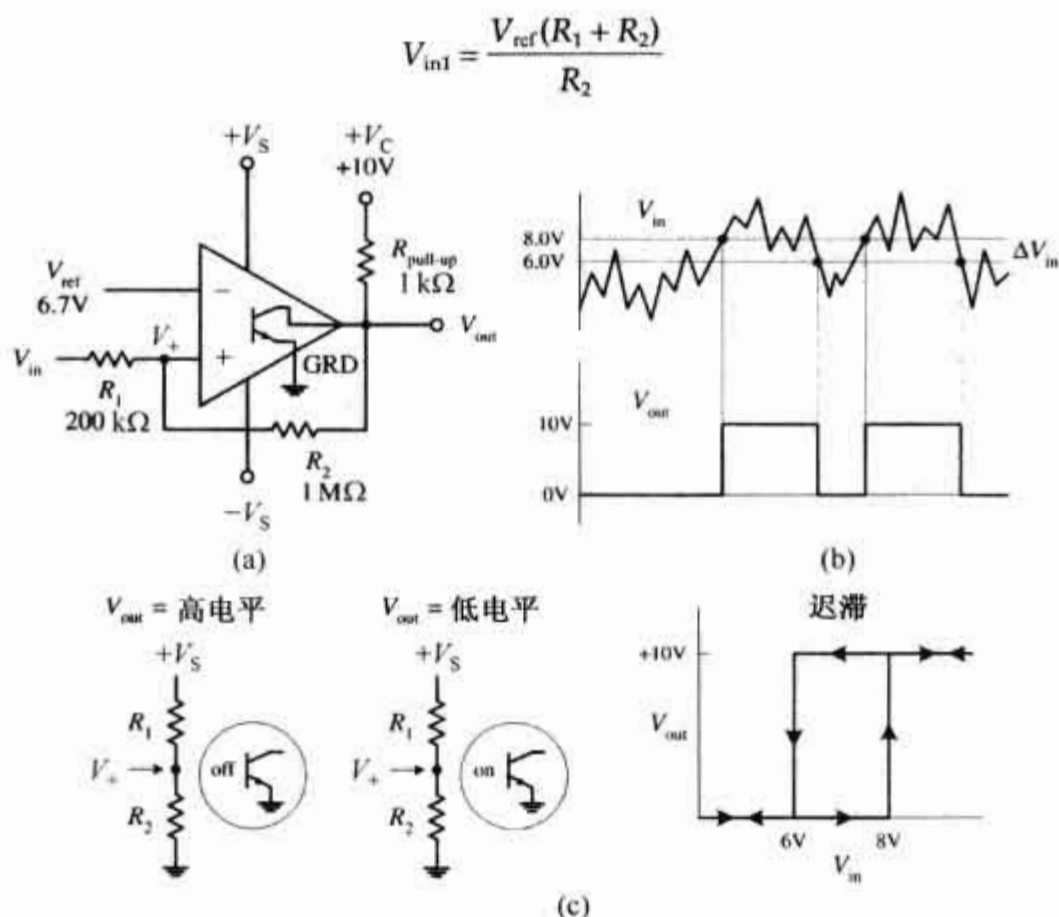 V_in1 = V_ref(R_1 + R_2) / R_2
+V_S
+V_C
+10V
R_pull-up
1 kΩ
V_ref
6.7V
−
V_out
V_+
V_in
+
GRD
R_1
200 kΩ
R_2
1 MΩ
−V_S
(a)
V_in
8.0V
6.0V
ΔV_in
V_out
10V
0V
(b)
V_out = 高电平
+V_S
R_1
off
V_+
R_2
V_out = 低电平
+V_S
R_1
on
V_+
R_2
迟滞
+10V
V_out
6V
8V
V_in
(c)